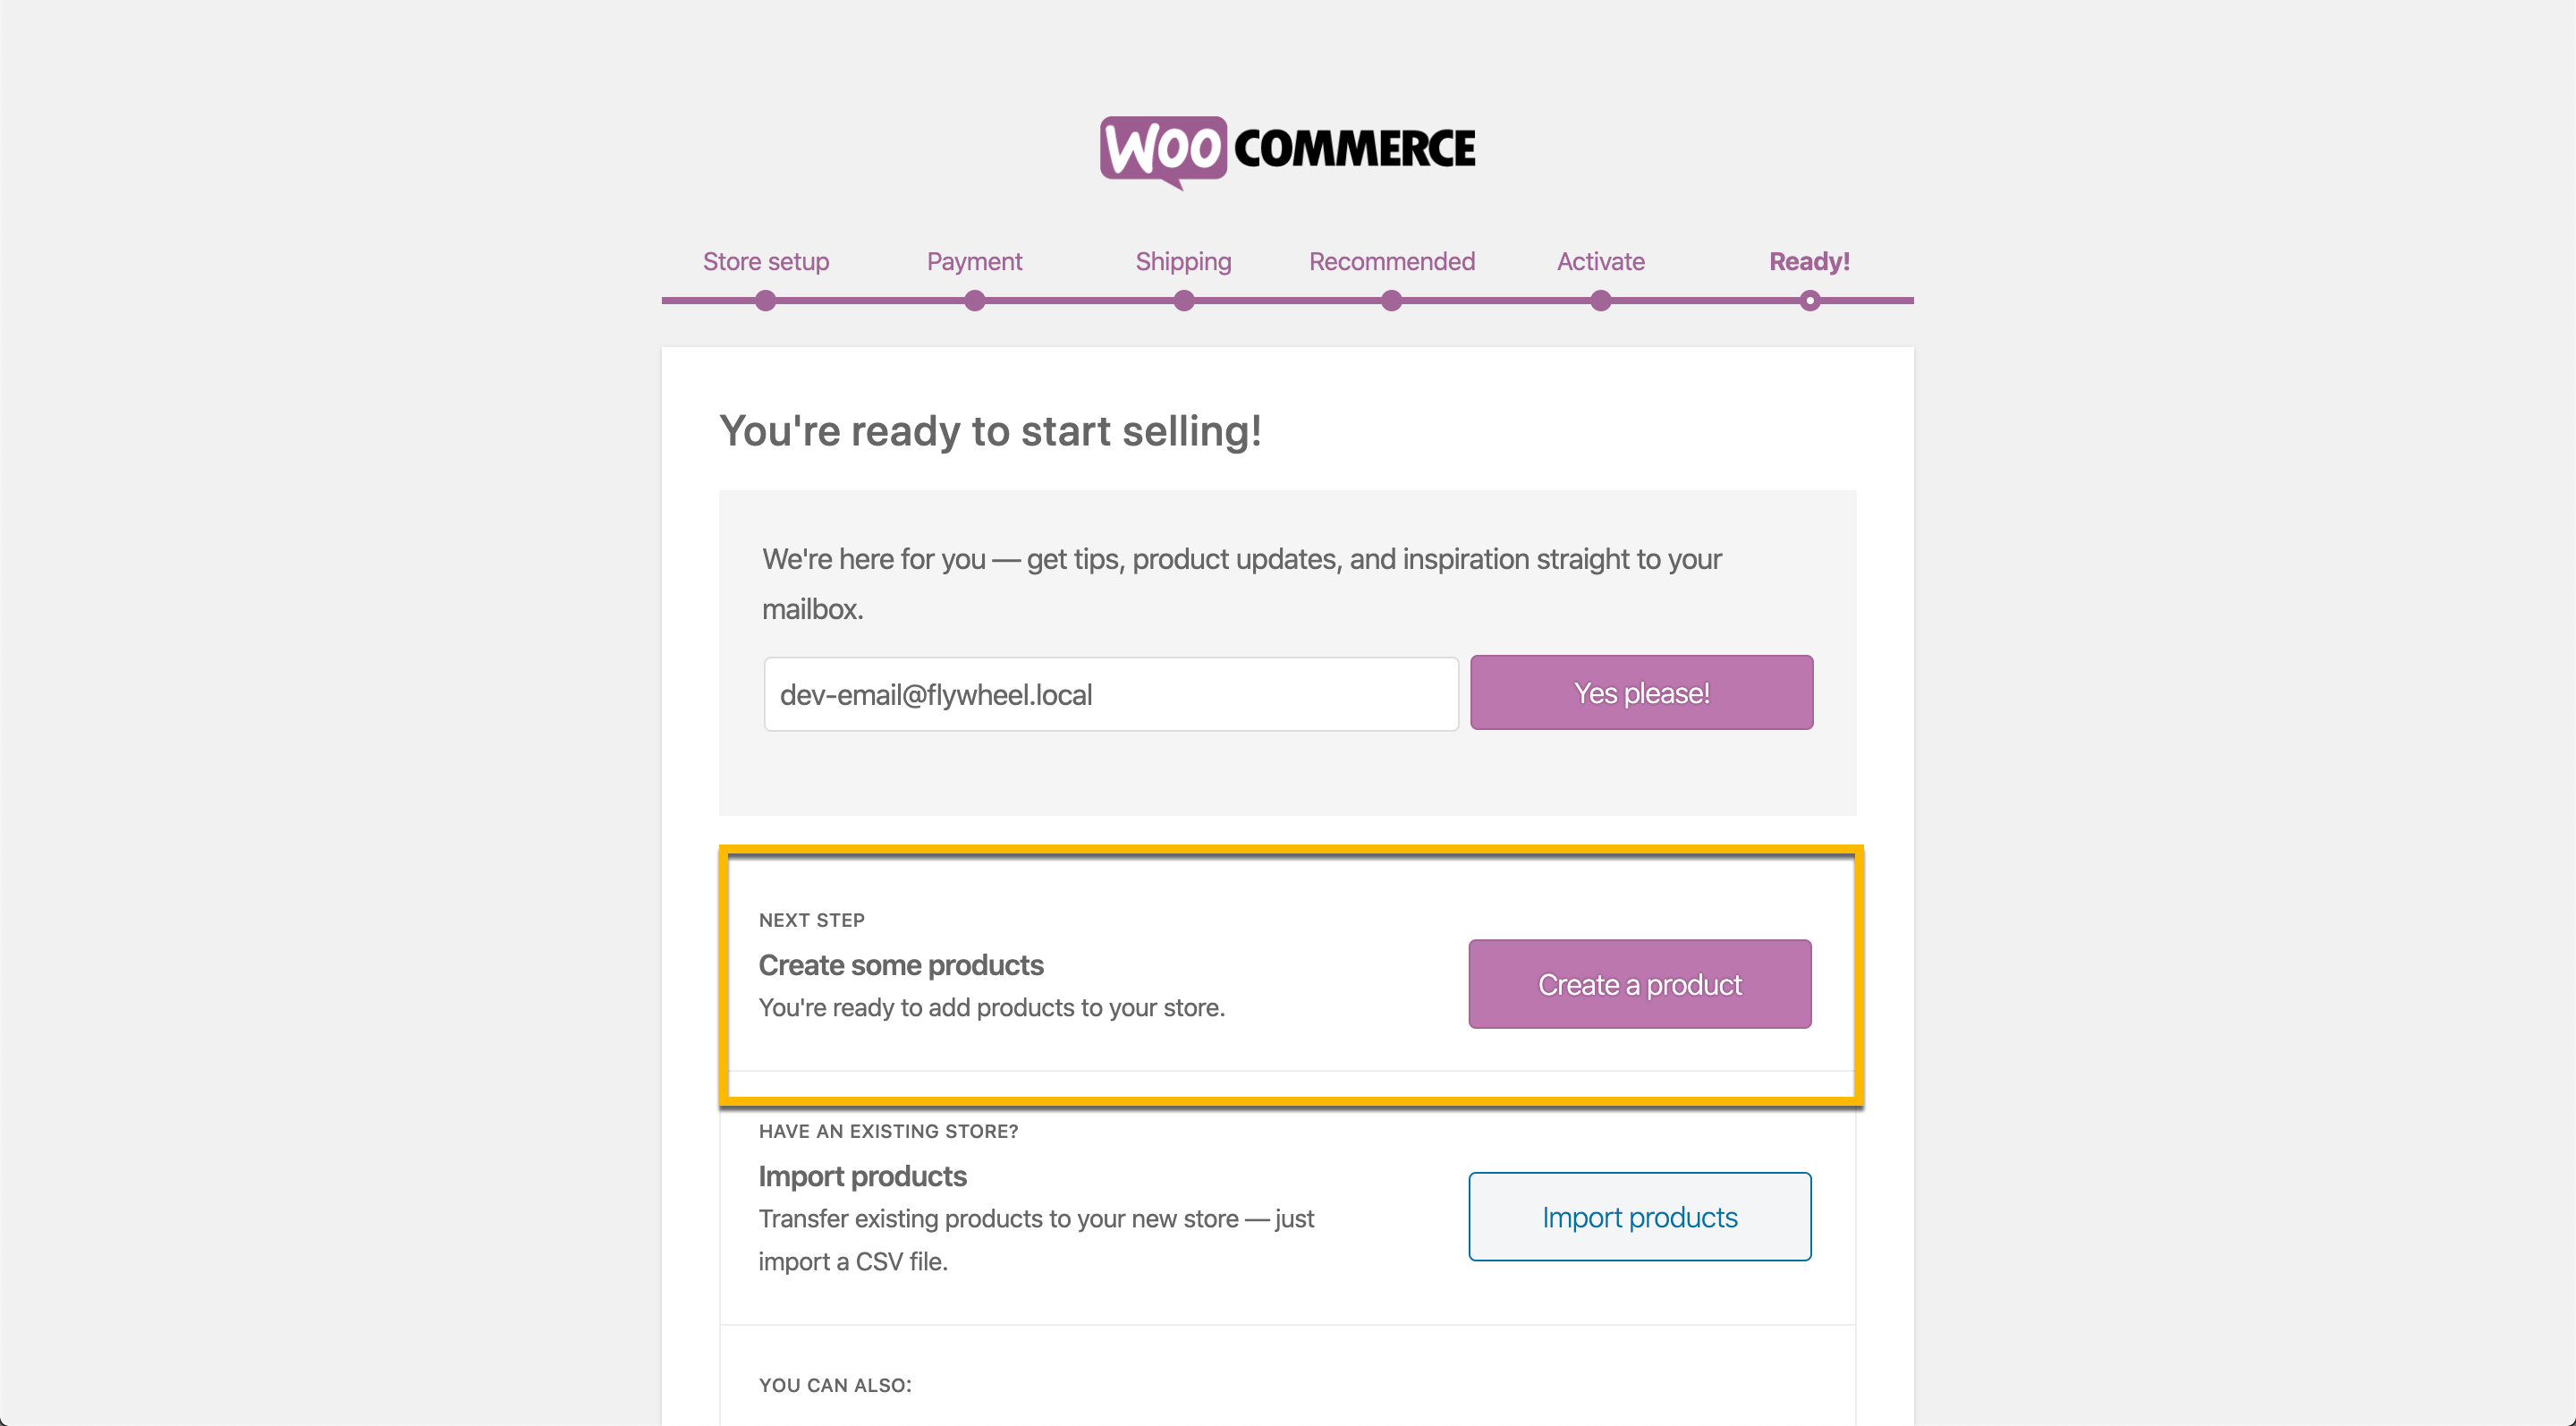 WOO COMMERCE
Store setup Payment Shipping Recommended Activate Ready!
You're ready to start selling!
We're here for you — get tips, product updates, and inspiration straight to your
mailbox.
dev-email@flywheel.local Yes please!
NEXT STEP
Create some products
You're ready to add products to your store.
Create a product
HAVE AN EXISTING STORE?
Import products
Transfer existing products to your new store — just
import a CSV file.
Import products
YOU CAN ALSO: